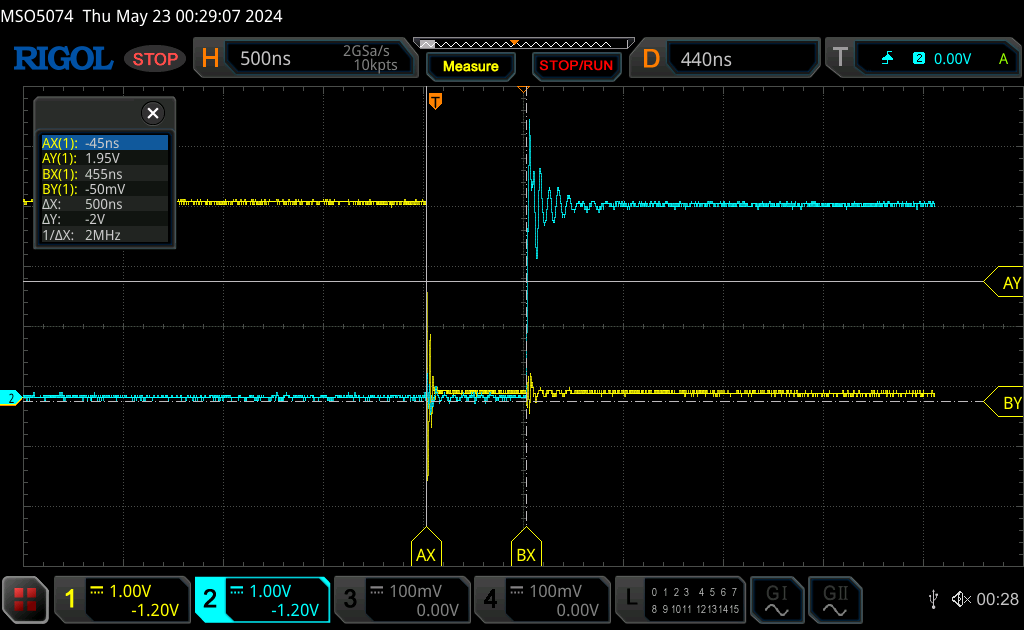 MSO5074 Thu May 23 00:29:07 2024
RIGOL STOP H 500ns 2GSa/s 10kpts Measure STOP/RUN D 440ns T 2 0.00V A
T
AX(1): -45ns
AY(1): 1.95V
BX(1): 455ns
BY(1): -50mV
ΔX: 500ns
ΔY: -2V
1/ΔX: 2MHz
AY
2
BY
AX BX
1 1.00V -1.20V 2 1.00V -1.20V 3 100mV 0.00V 4 100mV 0.00V L 0 1 2 3 4 5 6 7 8 9 10 11 12 13 14 15 GI GII 00:28